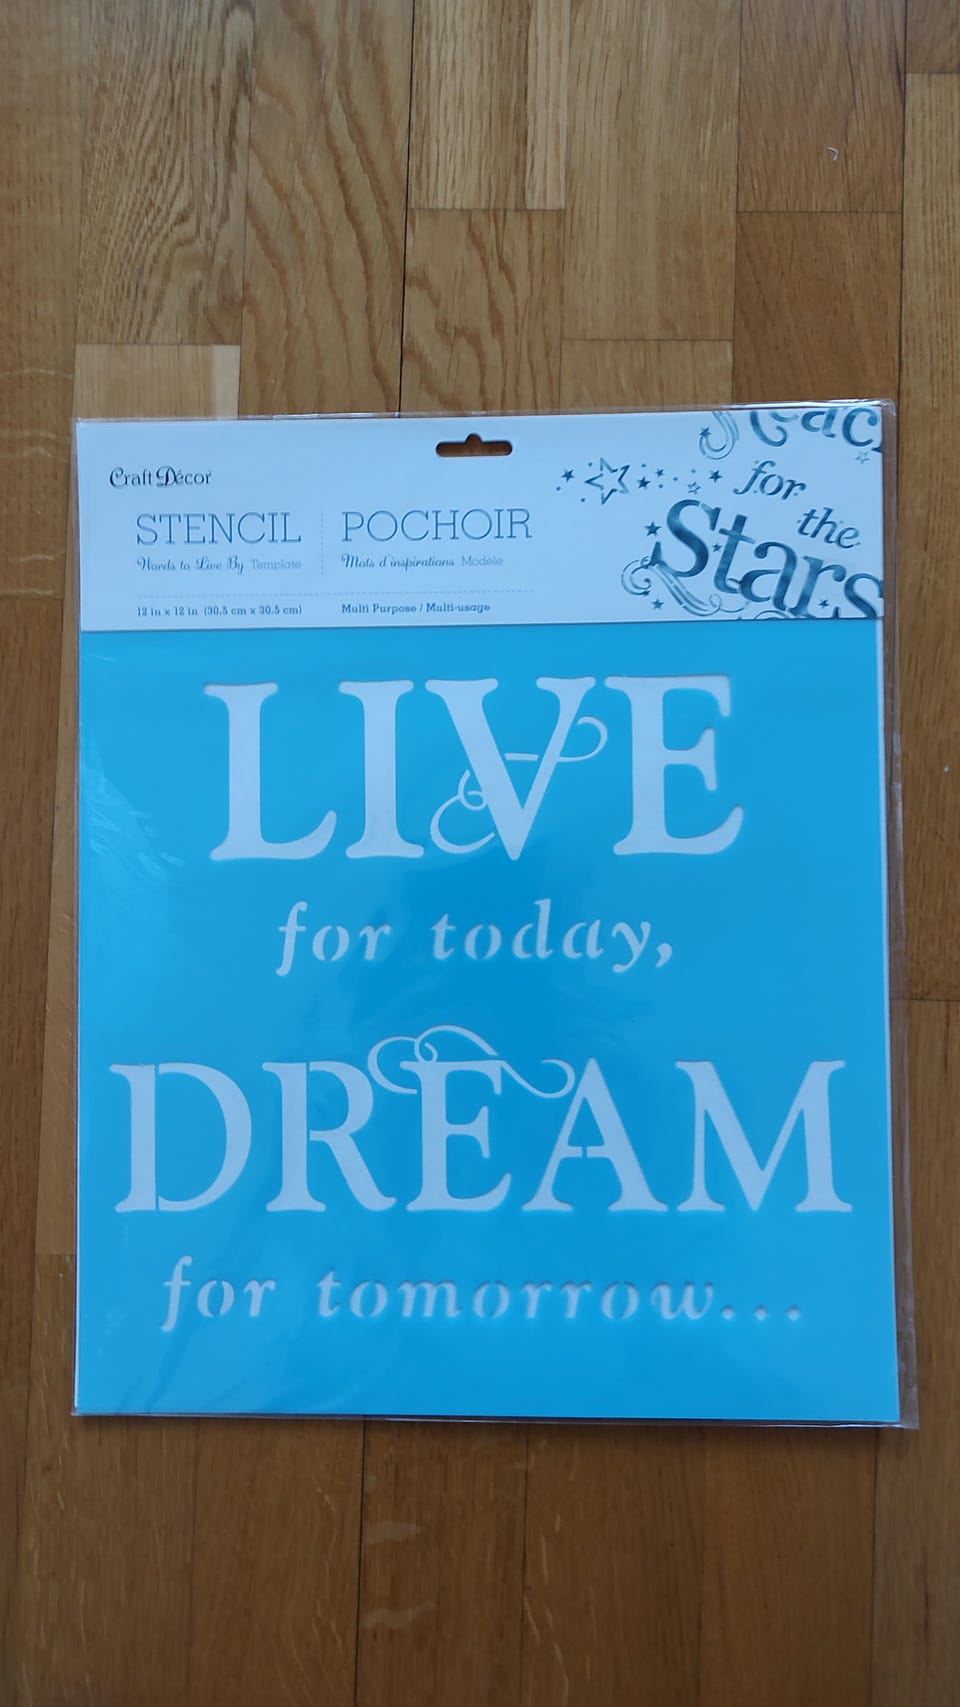 Craft Décor
STENCIL
Words to Live By Template
12 in x 12 in (30.5 cm x 30.5 cm)
POCHOIR
Mots d'inspirations Modèle
Multi Purpose / Multi-usage
for
the
Stars
LIVE
for today,
DREAM
for tomorrow...